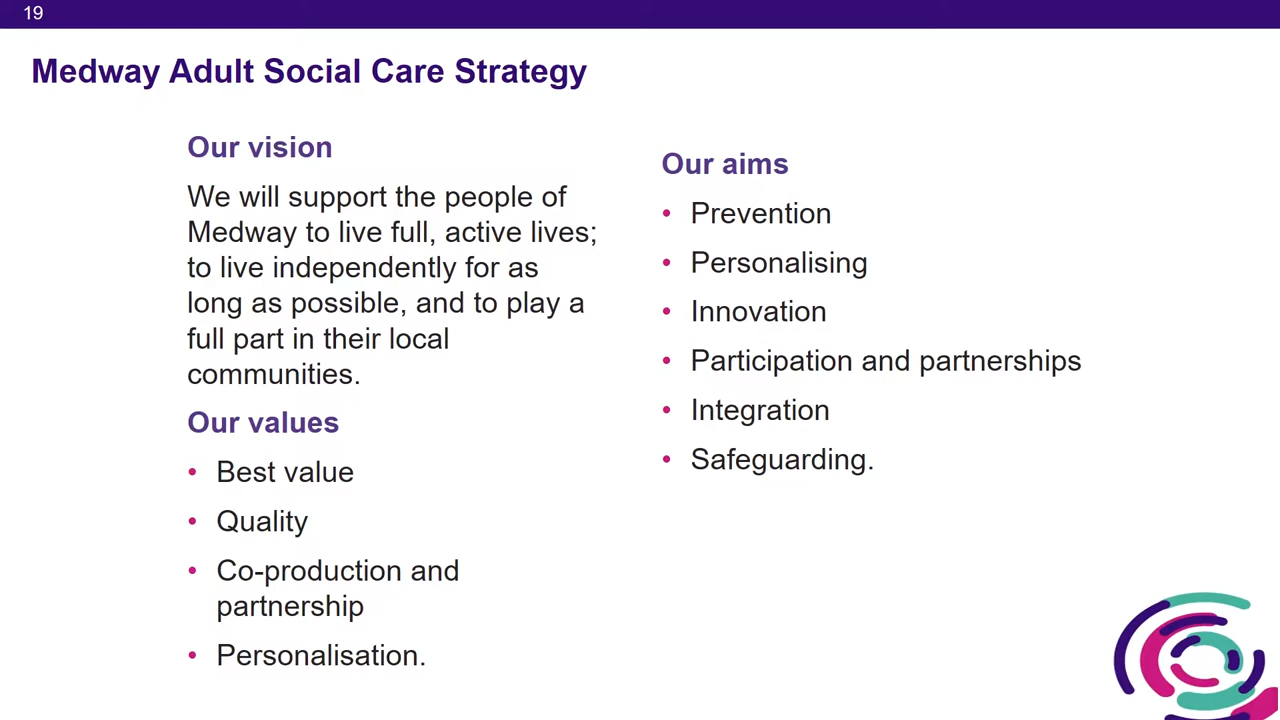 19
Medway Adult Social Care Strategy
Our vision
We will support the people of
Medway to live full, active lives;
to live independently for as
long as possible, and to play a
full part in their local
communities.
Our values
• Best value
• Quality
• Co-production and
partnership
• Personalisation.
Our aims
• Prevention
• Personalising
• Innovation
• Participation and partnerships
• Integration
• Safeguarding.